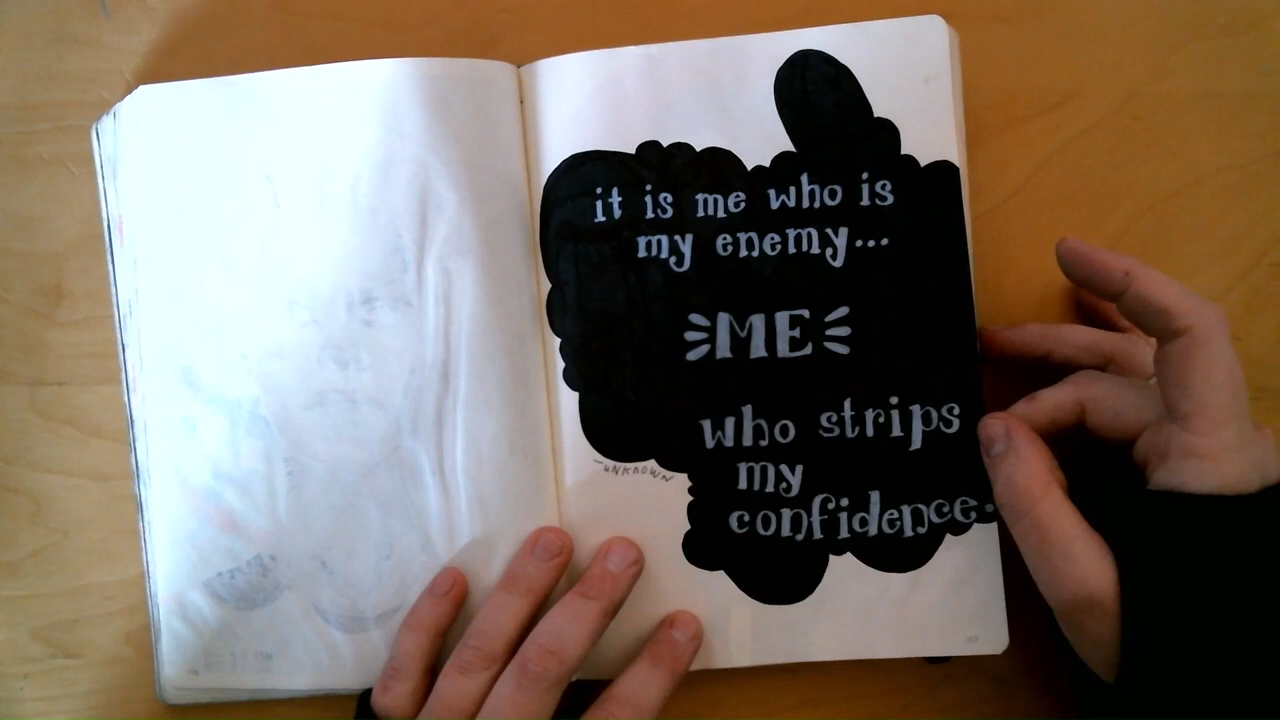 it is me who is
my enemy...
ME
who strips
my
confidence.
-UNKNOWN